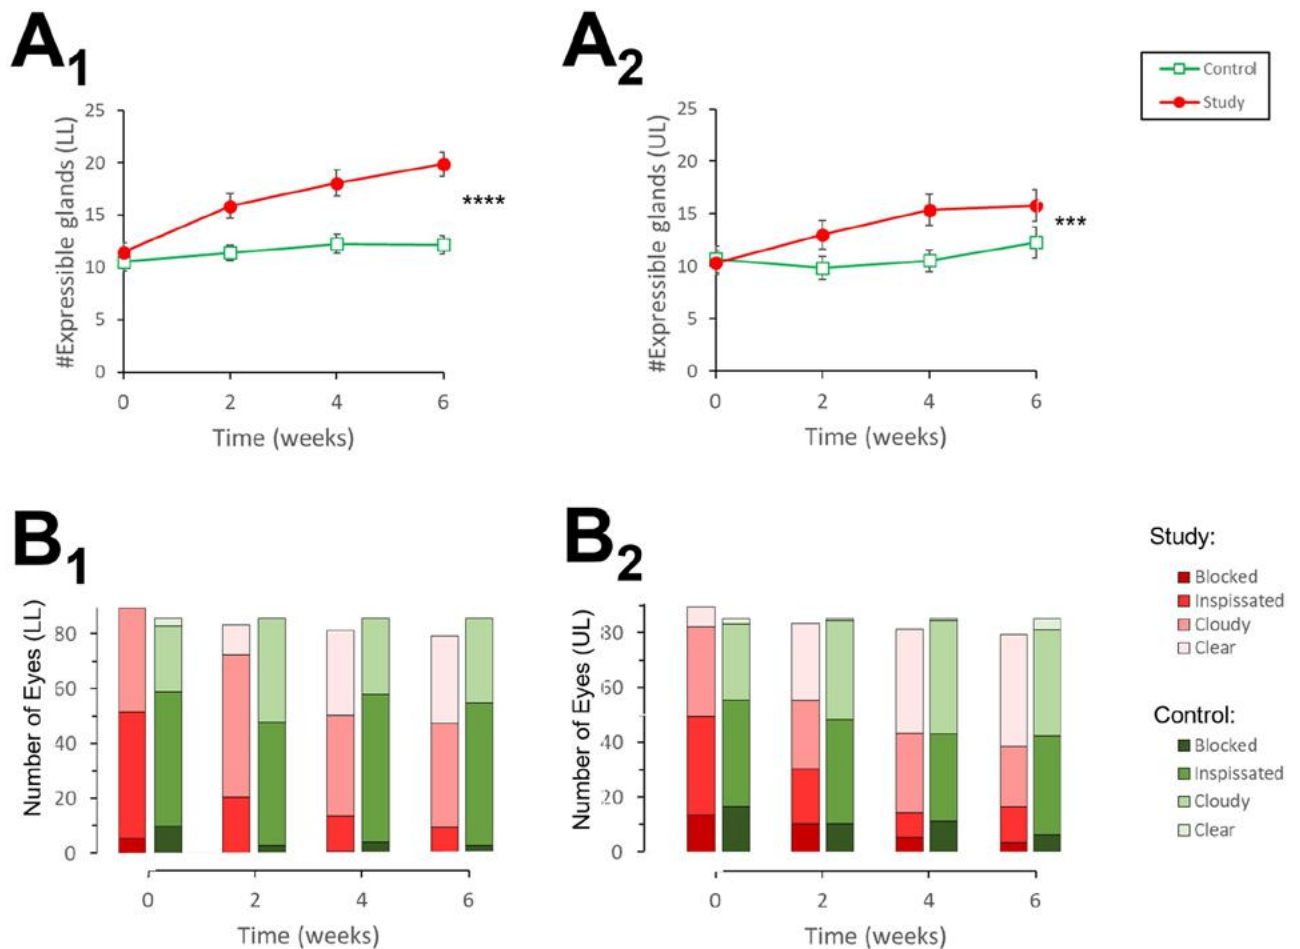 A1
A2
Control
Study
#Expressible glands (LL)
25
20
15
10
5
0
****
0 2 4 6
Time (weeks)
#Expressible glands (UL)
25
20
15
10
5
0
***
0 2 4 6
Time (weeks)
B1
B2
Number of Eyes (LL)
80
60
40
20
0
0 2 4 6
Time (weeks)
Number of Eyes (UL)
80
60
40
20
0
0 2 4 6
Time (weeks)
Study:
Blocked
Inspissated
Cloudy
Clear
Control:
Blocked
Inspissated
Cloudy
Clear